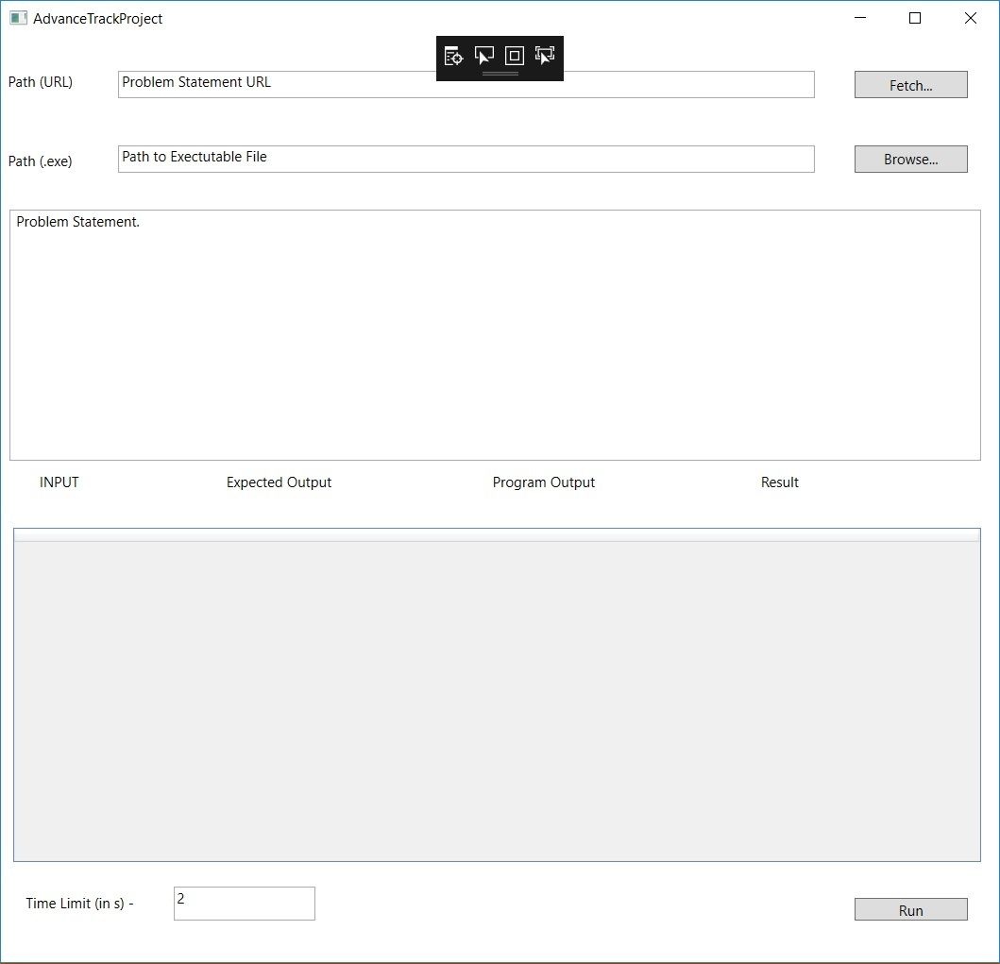 AdvanceTrackProject
Path (URL) Problem Statement URL Fetch...
Path (.exe) Path to Exectutable File Browse...
Problem Statement.
INPUT Expected Output Program Output Result
Time Limit (in s) - 2 Run